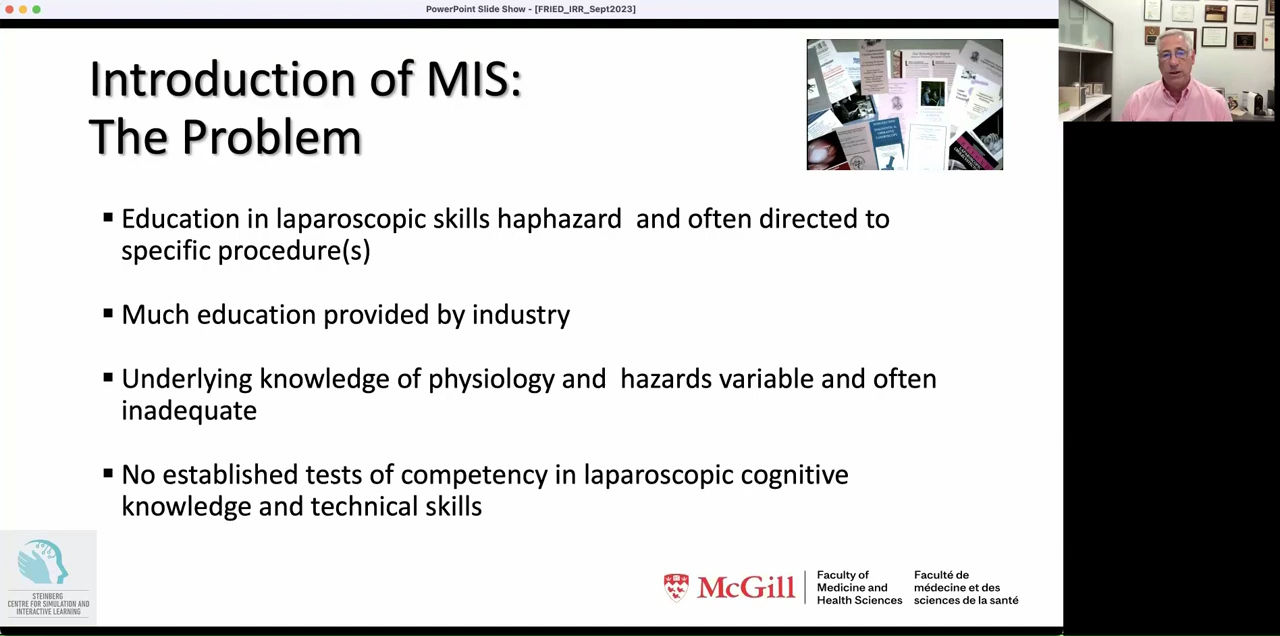 PowerPoint Slide Show - [FRIED_IRR_Sept2023]
Introduction of MIS:
The Problem
▪ Education in laparoscopic skills haphazard  and often directed to
specific procedure(s)
▪ Much education provided by industry
▪ Underlying knowledge of physiology and  hazards variable and often
inadequate
▪ No established tests of competency in laparoscopic cognitive
knowledge and technical skills
STEINBERG
CENTRE FOR SIMULATION AND
INTERACTIVE LEARNING
McGill
Faculty of
Medicine and
Health Sciences
Faculté de
médecine et des
sciences de la santé